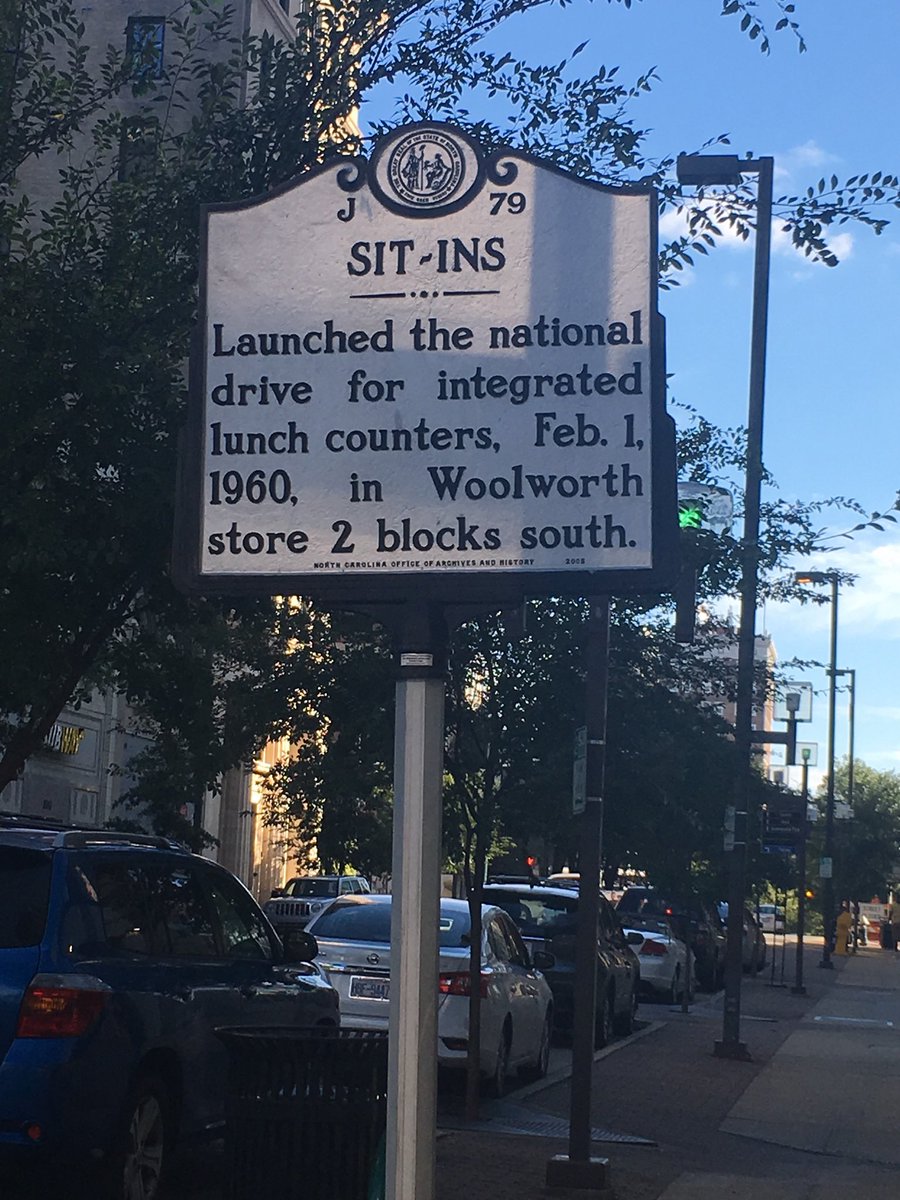 J 79
SIT-INS
Launched the national
drive for integrated
lunch counters, Feb. 1,
1960, in Woolworth
store 2 blocks south.
NORTH CAROLINA OFFICE OF ARCHIVES AND HISTORY 2008